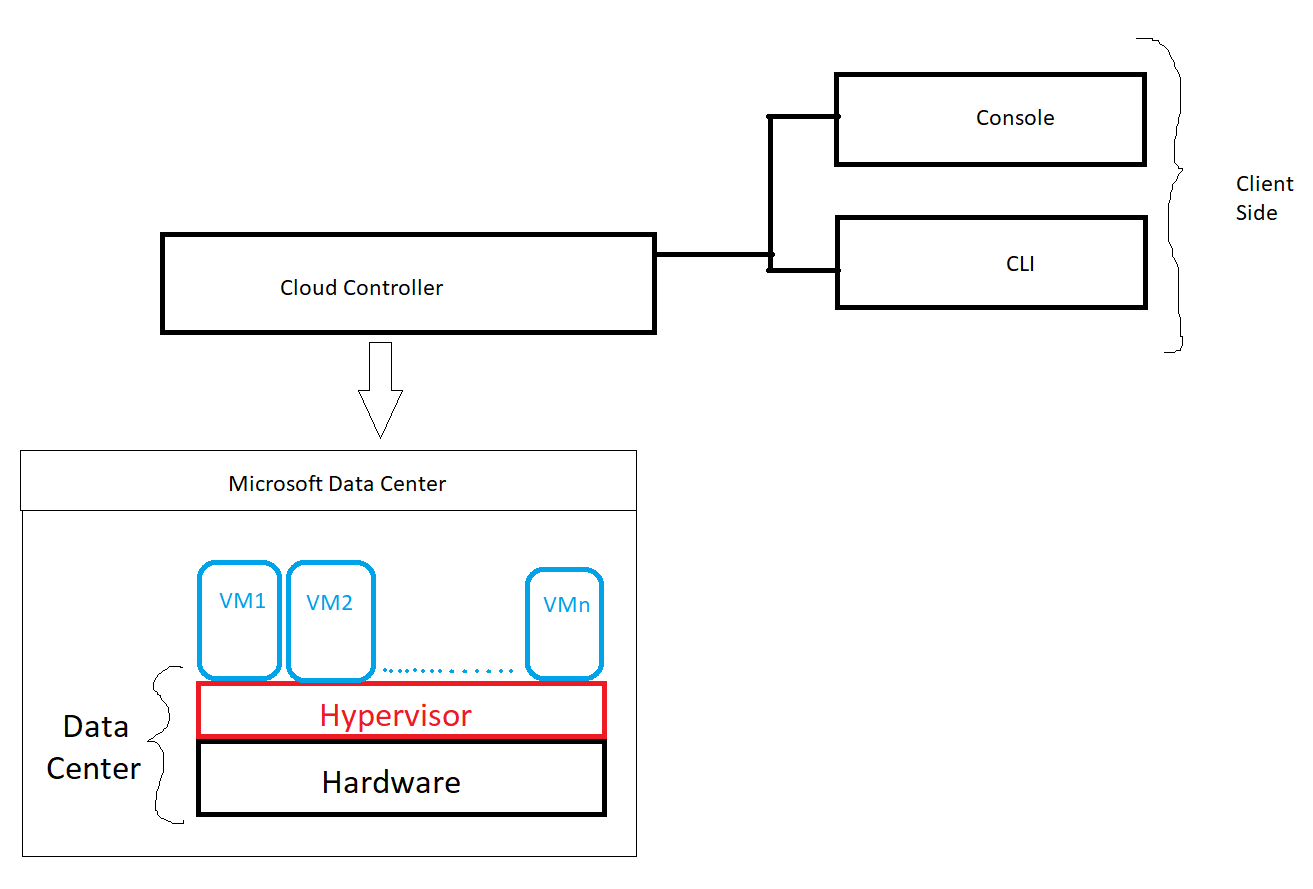 Console
Client
Side
CLI
Cloud Controller
Microsoft Data Center
VM1
VM2
VMn
Hypervisor
Data
Center
Hardware